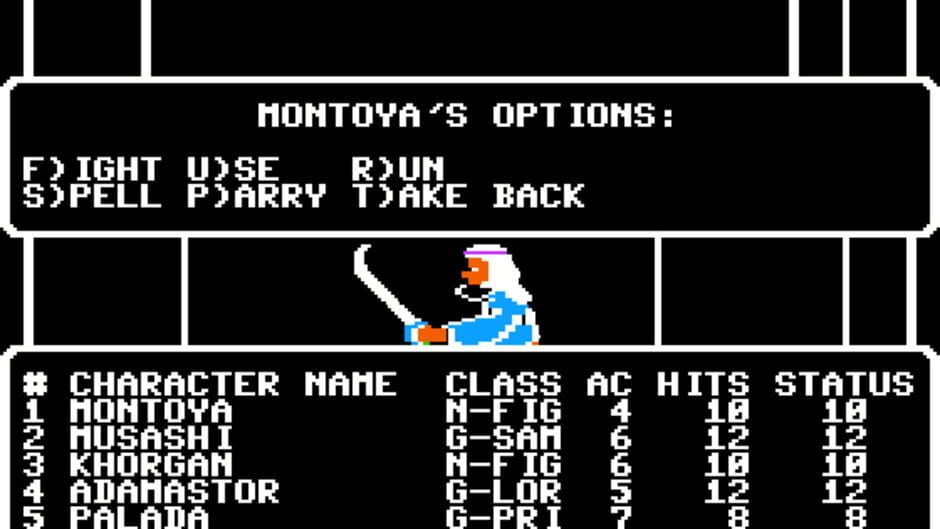 MONTOYA'S OPTIONS:
F)IGHT U)SE R)UN
S)PELL P)ARRY T)AKE BACK
# CHARACTER NAME CLASS AC HITS STATUS
1 MONTOYA N-FIG 4 10 10
2 MUSASHI G-SAM 6 12 12
3 KHORGAN N-FIG 6 10 10
4 ADAMASTOR G-LOR 5 12 12
5 PALADA G-PRI 7 8 8